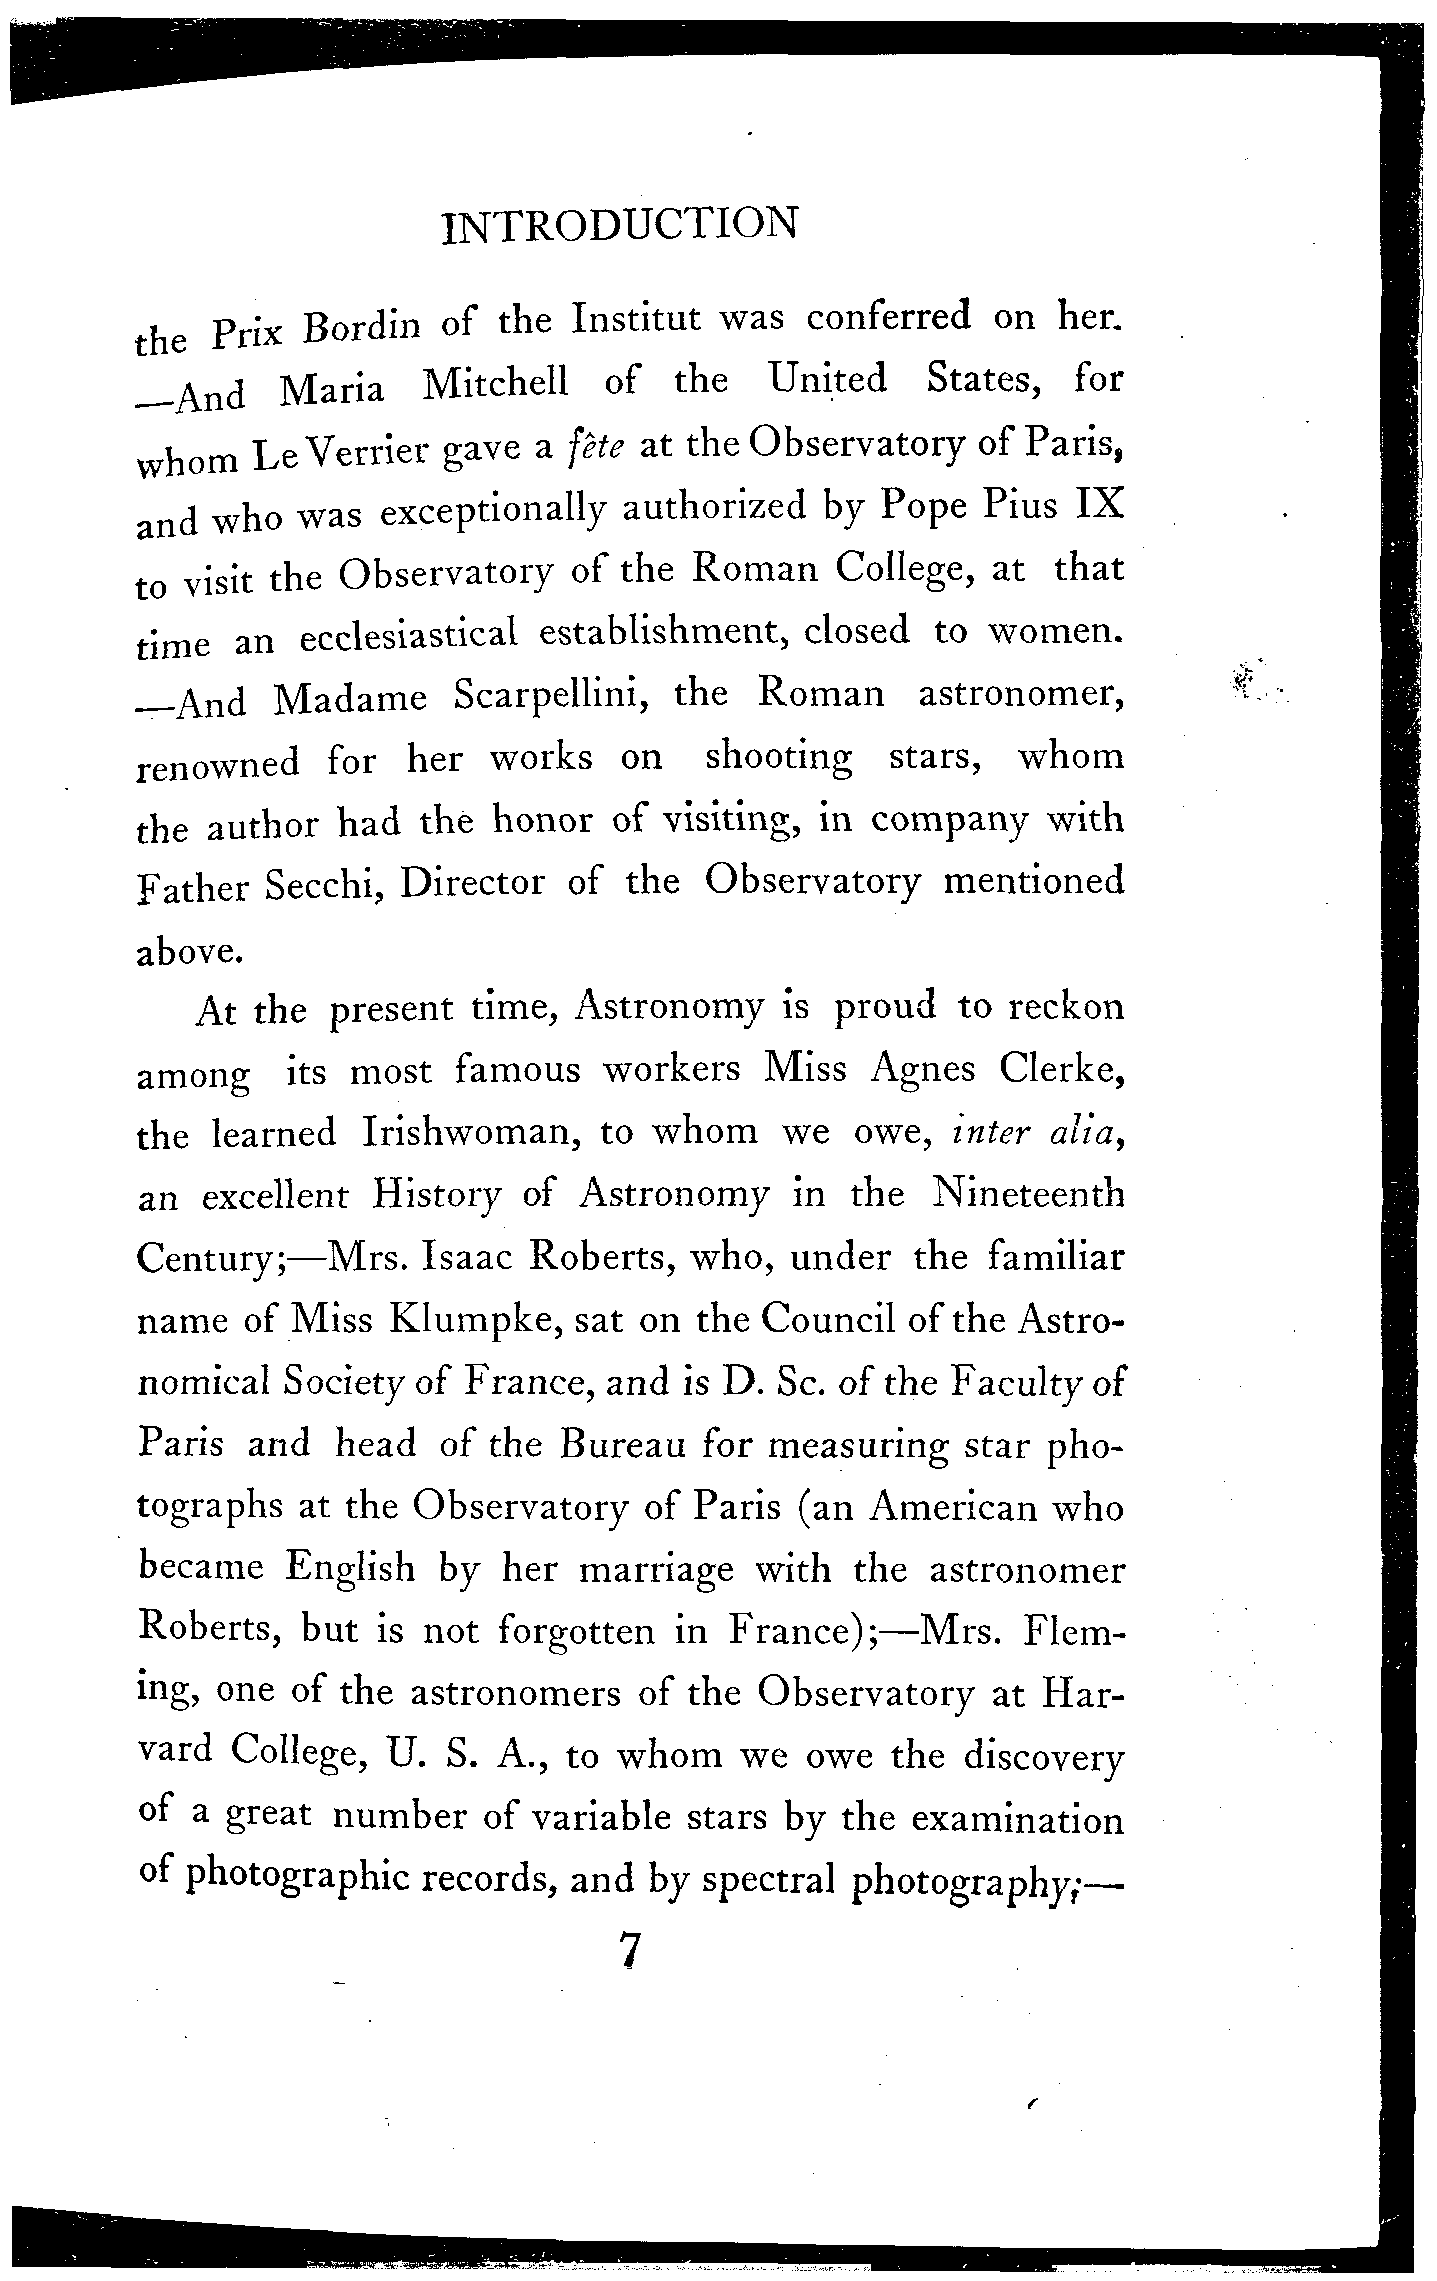 INTRODUCTION
the Prix Bordin of the Institut was conferred on her.
—And Maria Mitchell of the United States, for
whom Le Verrier gave a fête at the Observatory of Paris,
and who was exceptionally authorized by Pope Pius IX
to visit the Observatory of the Roman College, at that
time an ecclesiastical establishment, closed to women.
—And Madame Scarpellini, the Roman astronomer,
renowned for her works on shooting stars, whom
the author had the honor of visiting, in company with
Father Secchi, Director of the Observatory mentioned
above.
At the present time, Astronomy is proud to reckon
among its most famous workers Miss Agnes Clerke,
the learned Irishwoman, to whom we owe, inter alia,
an excellent History of Astronomy in the Nineteenth
Century;—Mrs. Isaac Roberts, who, under the familiar
name of Miss Klumpke, sat on the Council of the Astro-
nomical Society of France, and is D. Sc. of the Faculty of
Paris and head of the Bureau for measuring star pho-
tographs at the Observatory of Paris (an American who
became English by her marriage with the astronomer
Roberts, but is not forgotten in France);—Mrs. Flem-
ing, one of the astronomers of the Observatory at Har-
vard College, U. S. A., to whom we owe the discovery
of a great number of variable stars by the examination
of photographic records, and by spectral photography;—
7